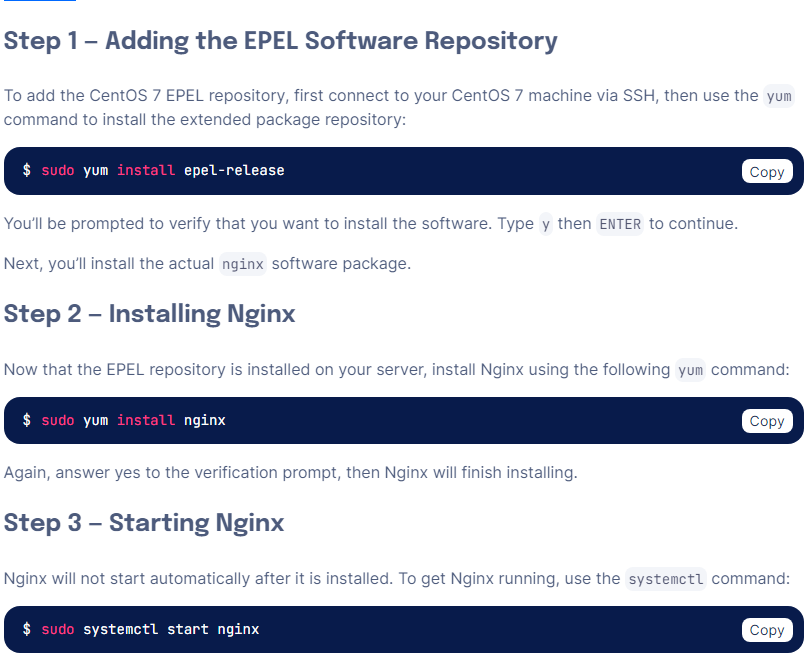 Step 1 – Adding the EPEL Software Repository
To add the CentOS 7 EPEL repository, first connect to your CentOS 7 machine via SSH, then use the yum
command to install the extended package repository:
$ sudo yum install epel-release
Copy
You’ll be prompted to verify that you want to install the software. Type y then ENTER to continue.
Next, you’ll install the actual nginx software package.
Step 2 – Installing Nginx
Now that the EPEL repository is installed on your server, install Nginx using the following yum command:
$ sudo yum install nginx
Copy
Again, answer yes to the verification prompt, then Nginx will finish installing.
Step 3 – Starting Nginx
Nginx will not start automatically after it is installed. To get Nginx running, use the systemctl command:
$ sudo systemctl start nginx
Copy